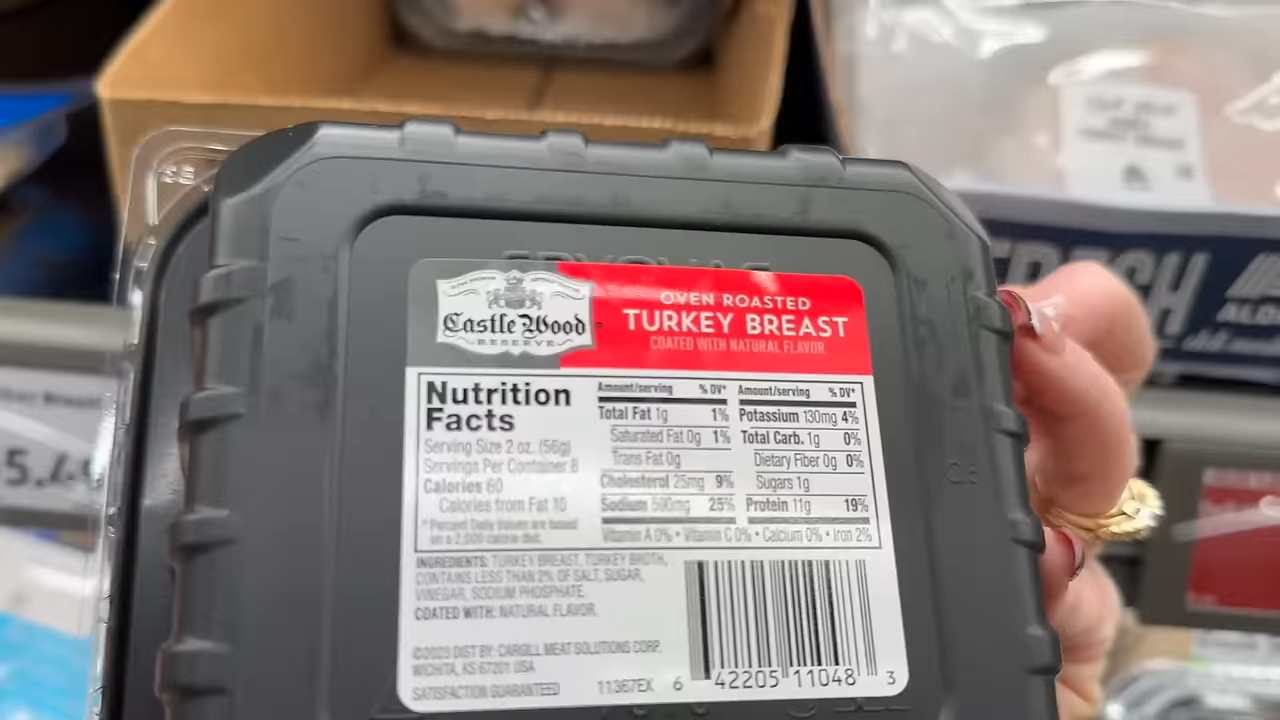 Castle Wood
RESERVE
OVEN ROASTED
TURKEY BREAST
COATED WITH NATURAL FLAVOR
Nutrition
Facts
Serving Size 2 oz. (56g)
Servings Per Container 8
Calories 60
Calories from Fat 10
* Percent Daily Values are based
on a 2,000 calorie diet.
Amount/serving % DV*
Total Fat 1g 1%
Saturated Fat 0g 1%
Trans Fat 0g
Cholesterol 25mg 9%
Sodium 590mg 25%
Amount/serving % DV*
Potassium 130mg 4%
Total Carb. 1g 0%
Dietary Fiber 0g 0%
Sugars 1g
Protein 11g 19%
Vitamin A 0% • Vitamin C 0% • Calcium 0% • Iron 2%
INGREDIENTS: TURKEY BREAST, TURKEY BROTH,
CONTAINS LESS THAN 2% OF SALT, SUGAR,
VINEGAR, SODIUM PHOSPHATE.
COATED WITH: NATURAL FLAVOR.
DIST BY: CARGILL MEAT SOLUTIONS CORP.
WICHITA, KS 67201 USA
SATISFACTION GUARANTEED
11367EX
6 42205 11048 3
FRESH
ALDI
5.49